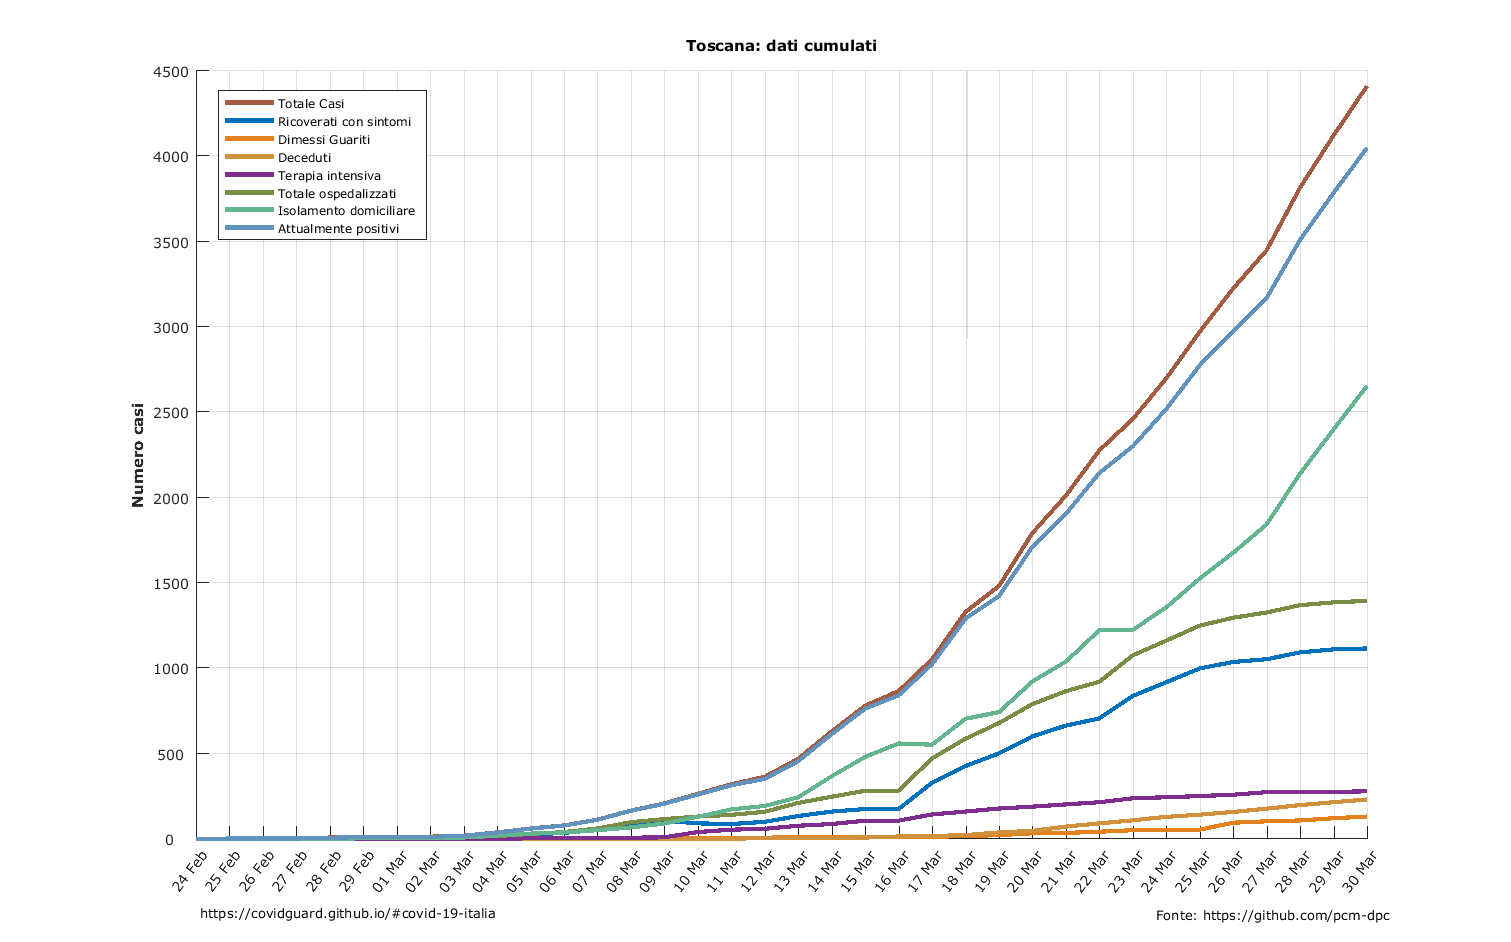 Toscana: dati cumulati
4500
4000
3500
3000
2500
2000
1500
1000
500
0
Numero casi
Totale Casi
Ricoverati con sintomi
Dimessi Guariti
Deceduti
Terapia intensiva
Totale ospedalizzati
Isolamento domiciliare
Attualmente positivi
24 Feb
25 Feb
26 Feb
27 Feb
28 Feb
29 Feb
01 Mar
02 Mar
03 Mar
04 Mar
05 Mar
06 Mar
07 Mar
08 Mar
09 Mar
10 Mar
11 Mar
12 Mar
13 Mar
14 Mar
15 Mar
16 Mar
17 Mar
18 Mar
19 Mar
20 Mar
21 Mar
22 Mar
23 Mar
24 Mar
25 Mar
26 Mar
27 Mar
28 Mar
29 Mar
30 Mar
https://covidguard.github.io/#covid-19-italia
Fonte: https://github.com/pcm-dpc